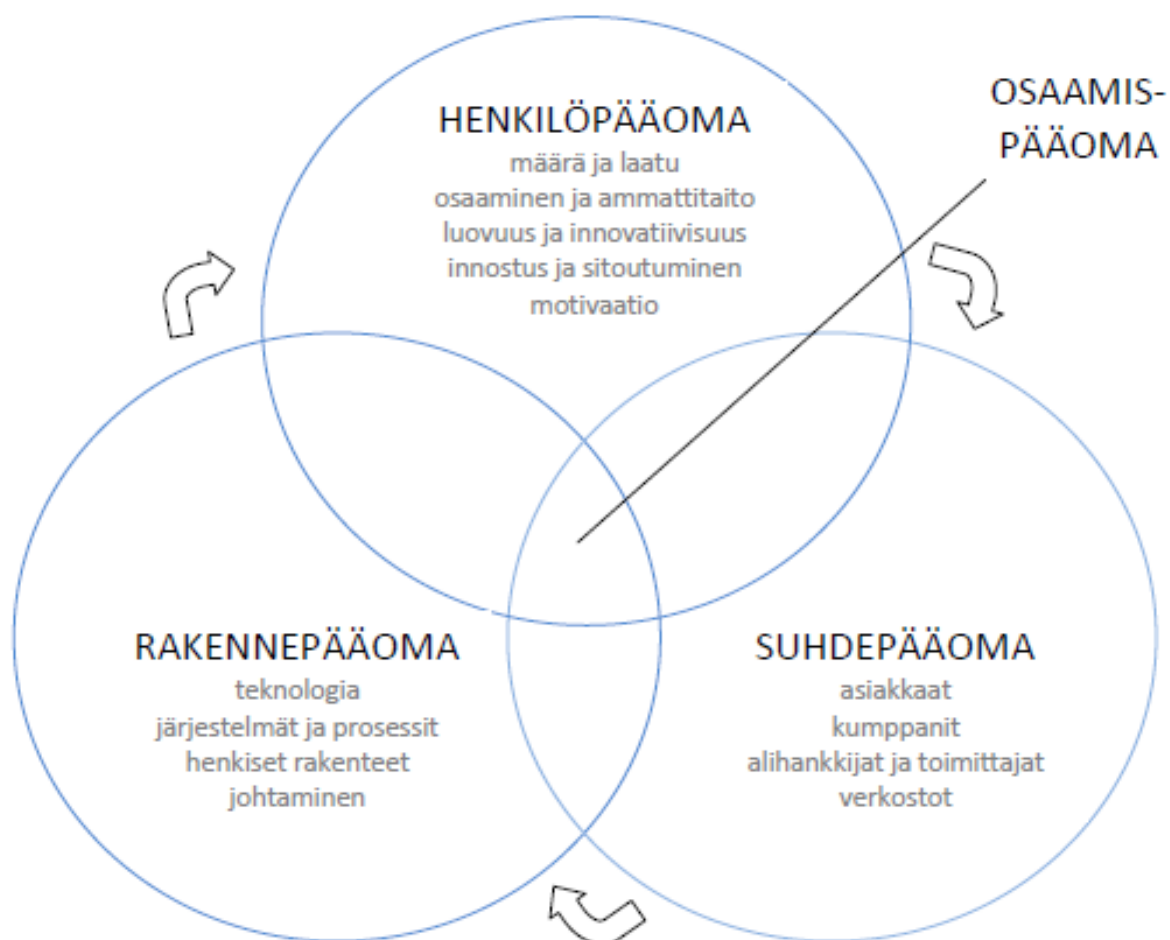 HENKILÖPÄÄOMA
määrä ja laatu
osaaminen ja ammattitaito
luovuus ja innovatiivisuus
innostus ja sitoutuminen
motivaatio
OSAAMIS-
PÄÄOMA
RAKENNEPÄÄOMA
teknologia
järjestelmät ja prosessit
henkiset rakenteet
johtaminen
SUHDEPÄÄOMA
asiakkaat
kumppanit
alihankkijat ja toimittajat
verkostot